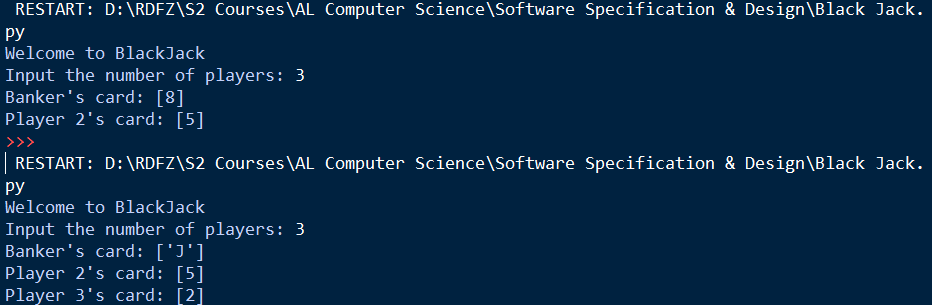 RESTART: D:\RDFZ\S2 Courses\AL Computer Science\Software Specification & Design\Black Jack.
py
Welcome to BlackJack
Input the number of players: 3
Banker's card: [8]
Player 2's card: [5]
>>>
RESTART: D:\RDFZ\S2 Courses\AL Computer Science\Software Specification & Design\Black Jack.
py
Welcome to BlackJack
Input the number of players: 3
Banker's card: ['J']
Player 2's card: [5]
Player 3's card: [2]